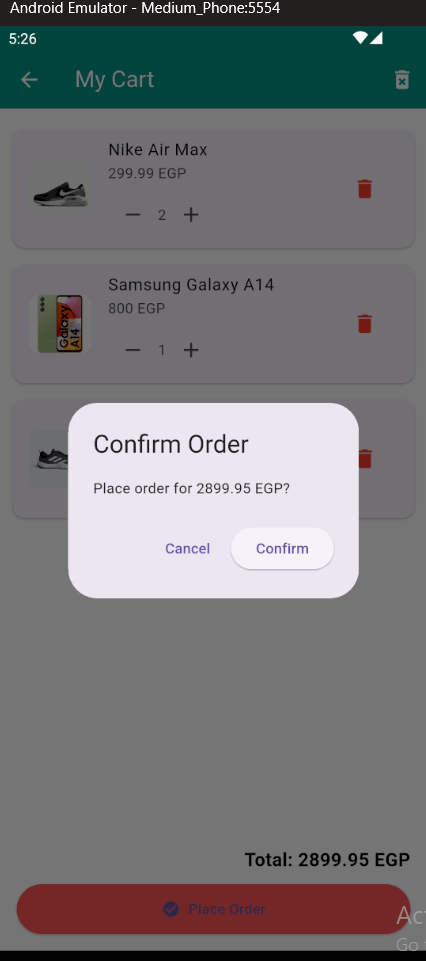 Android Emulator - Medium_Phone:5554
5:26
My Cart
Nike Air Max
299.99 EGP
2
Samsung Galaxy A14
800 EGP
Galaxy
A14
1
Confirm Order
Place order for 2899.95 EGP?
Cancel
Confirm
Total: 2899.95 EGP
Place Order
Go